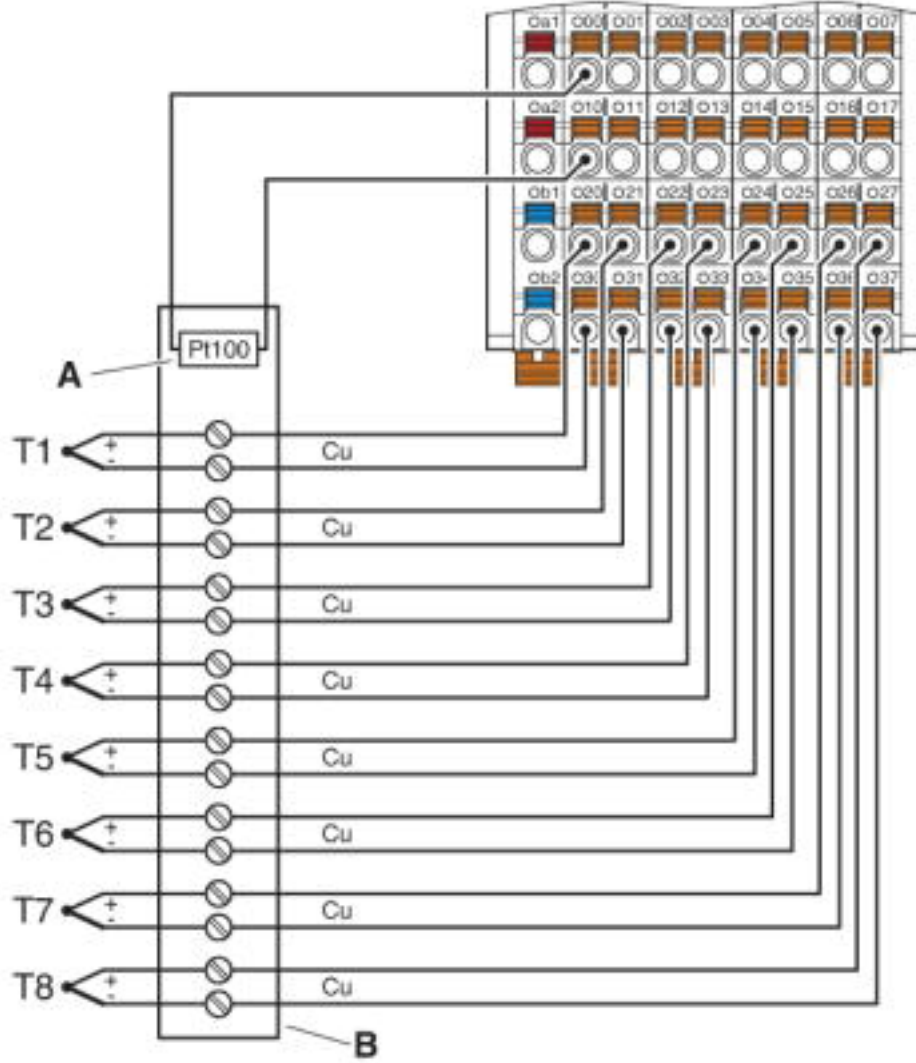 Oa1 O00 O01 O02 O03 O04 O05 O06 O07
Oa2 O10 O11 O12 O13 O14 O15 O16 O17
Ob1 O20 O21 O22 O23 O24 O25 O26 O27
Ob2 O30 O31 O32 O33 O34 O35 O36 O37
Pt100
A
T1 + - Cu
T2 + - Cu
T3 + - Cu
T4 + - Cu
T5 + - Cu
T6 + - Cu
T7 + - Cu
T8 + - Cu
B